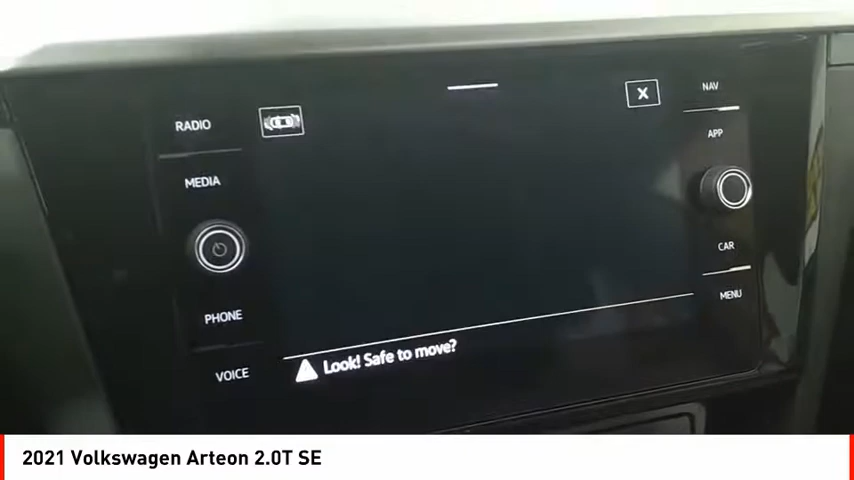 RADIO
MEDIA
PHONE
VOICE
X
NAV
APP
CAR
MENU
Look! Safe to move?
2021 Volkswagen Arteon 2.0T SE